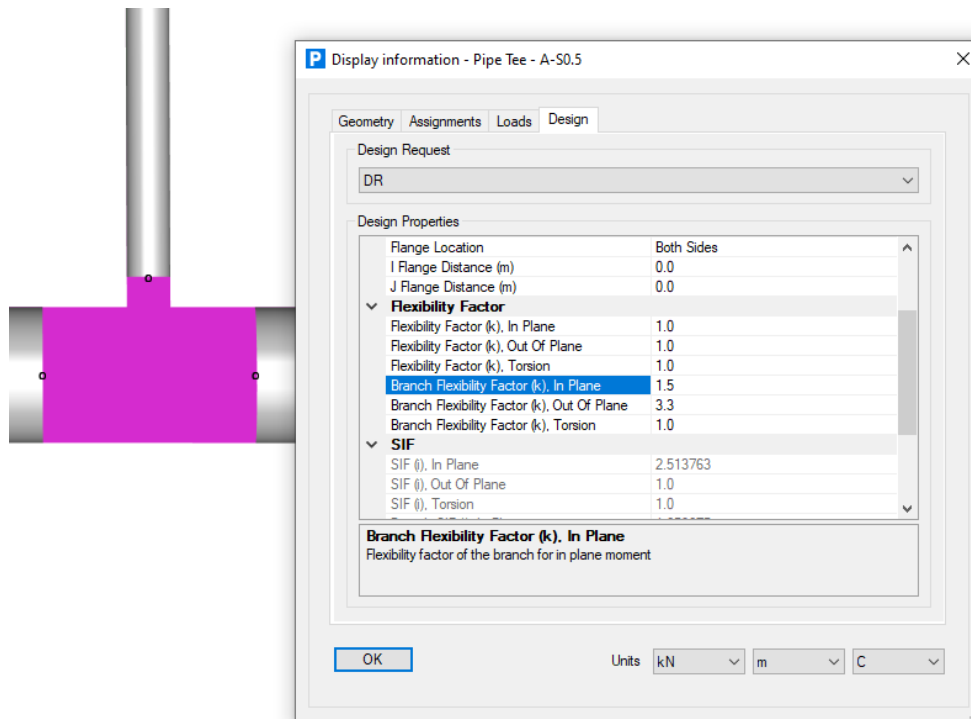 P Display information - Pipe Tee - A-S0.5
Geometry Assignments Loads Design
Design Request
DR
Design Properties
Flange Location Both Sides
I Flange Distance (m) 0.0
J Flange Distance (m) 0.0
Flexibility Factor
Flexibility Factor (k), In Plane 1.0
Flexibility Factor (k), Out Of Plane 1.0
Flexibility Factor (k), Torsion 1.0
Branch Flexibility Factor (k), In Plane 1.5
Branch Flexibility Factor (k), Out Of Plane 3.3
Branch Flexibility Factor (k), Torsion 1.0
SIF
SIF (i), In Plane 2.513763
SIF (i), Out Of Plane 1.0
SIF (i), Torsion 1.0
Branch Flexibility Factor (k), In Plane
Flexibility factor of the branch for in plane moment
OK Units kN m C